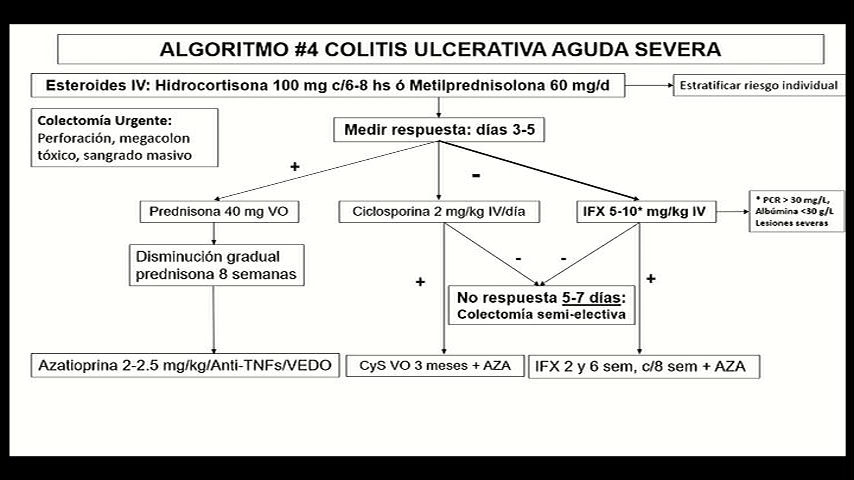 ALGORITMO #4 COLITIS ULCERATIVA AGUDA SEVERA
Esteroides IV: Hidrocortisona 100 mg c/6-8 hs ó Metilprednisolona 60 mg/d
Estratificar riesgo individual
Colectomía Urgente:
Perforación, megacolon
tóxico, sangrado masivo
Medir respuesta: días 3-5
+
-
Prednisona 40 mg VO
Ciclosporina 2 mg/kg IV/día
IFX 5-10* mg/kg IV
* PCR > 30 mg/L,
Albúmina <30 g/L
Lesiones severas
Disminución gradual
prednisona 8 semanas
- -
+ +
No respuesta 5-7 días:
Colectomía semi-electiva
Azatioprina 2-2.5 mg/kg/Anti-TNFs/VEDO
CyS VO 3 meses + AZA
IFX 2 y 6 sem, c/8 sem + AZA